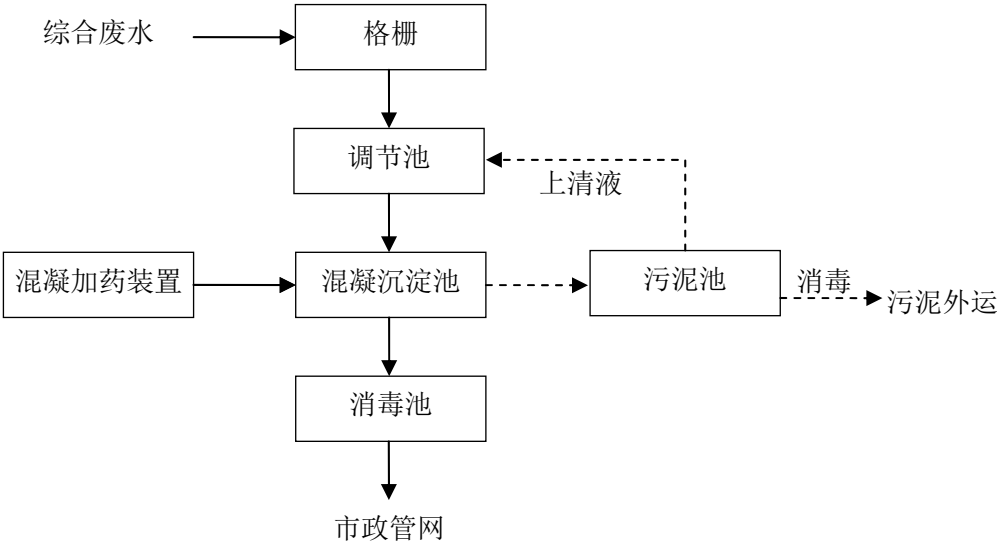 综合废水
格栅
调节池
上清液
混凝加药装置
混凝沉淀池
污泥池
消毒
污泥外运
消毒池
市政管网